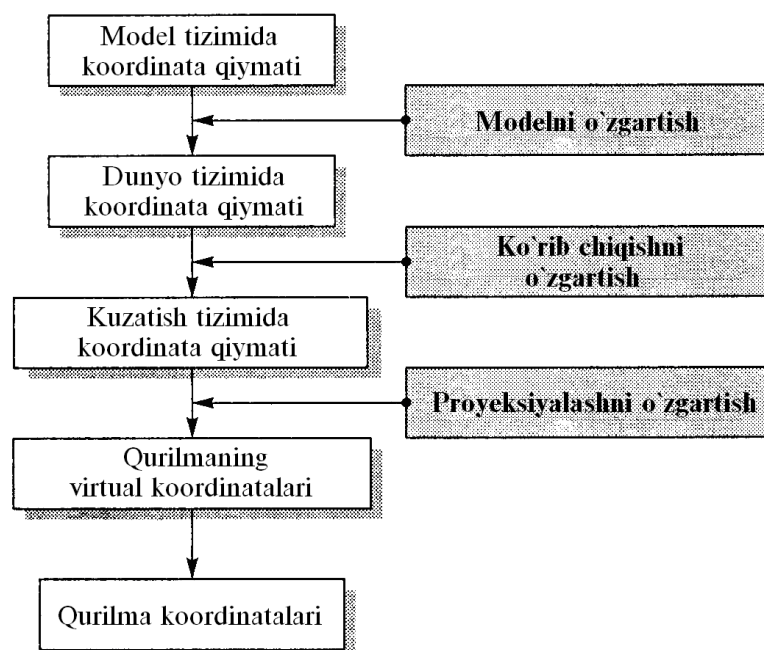 Model tizimida
koordinata qiymati
Modelni o`zgartish
Dunyo tizimida
koordinata qiymati
Ko`rib chiqishni
o`zgartish
Kuzatish tizimida
koordinata qiymati
Proyeksiyalashni o`zgartish
Qurilmaning
virtual koordinatalari
Qurilma koordinatalari